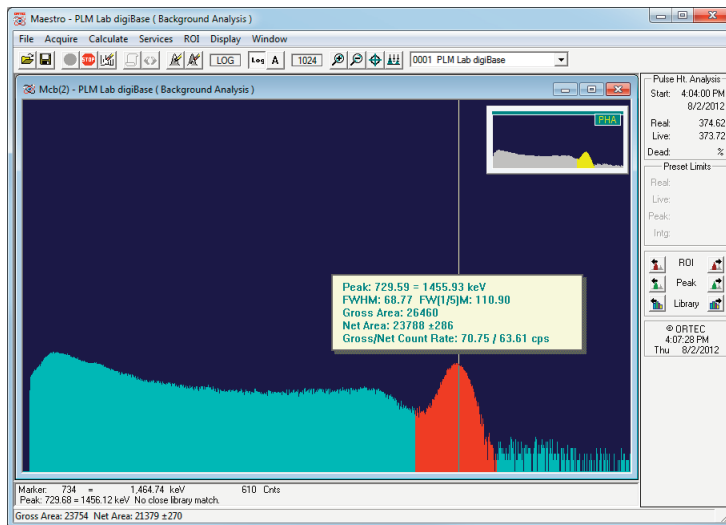 Maestro - PLM Lab digiBase ( Background Analysis )
File Acquire Calculate Services ROI Display Window
STOP LOG Log A 1024 0001 PLM Lab digiBase
Mcb(2) - PLM Lab digiBase ( Background Analysis )
PHA
Peak: 729.59 = 1455.93 keV
FWHM: 68.77 FW(1/5)M: 110.90
Gross Area: 26460
Net Area: 23788 ±286
Gross/Net Count Rate: 70.75 / 63.61 cps
Pulse Ht. Analysis
Start: 4:04:00 PM
8/2/2012
Real: 374.62
Live: 373.72
Dead: %
Preset Limits
Real:
Live:
Peak:
Intg:
ROI
Peak
Library
© ORTEC
4:07:28 PM
Thu 8/2/2012
Marker: 734 = 1,464.74 keV 610 Cnts
Peak: 729.68 = 1456.12 keV No close library match.
Gross Area: 23754 Net Area: 21379 ±270